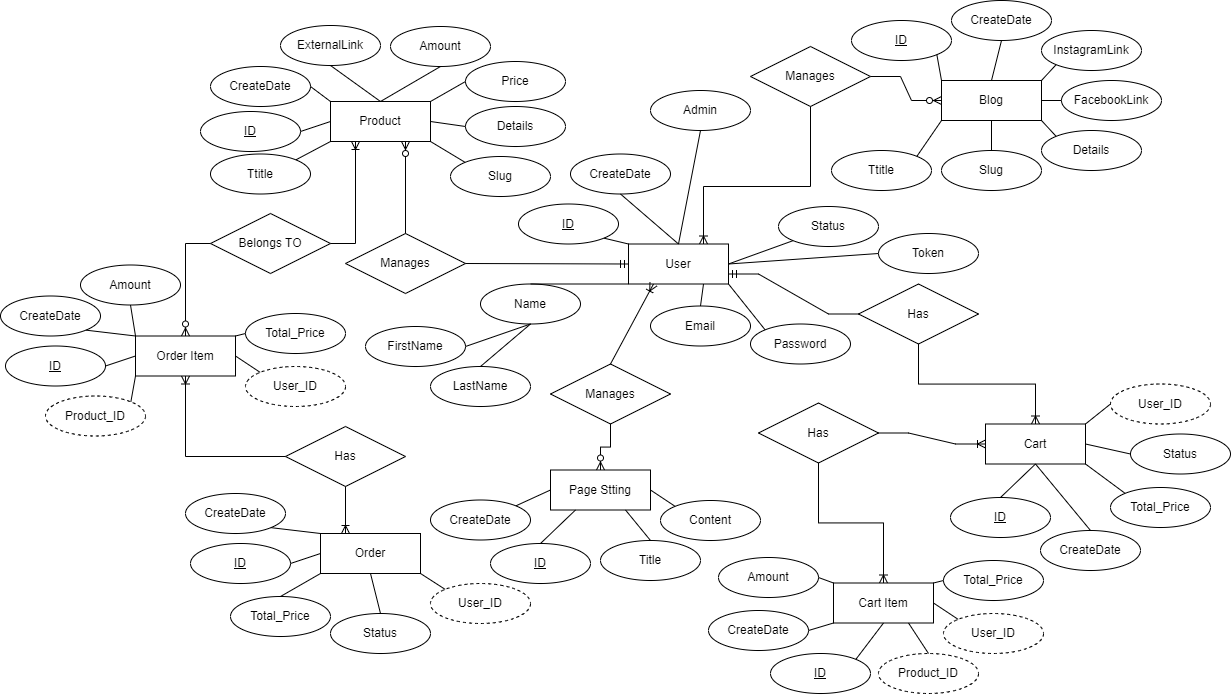 ExternalLink
Amount
CreateDate
Price
ID
Product
Details
Ttitle
Slug
Belongs TO
Manages
Manages
ID
CreateDate
InstagramLink
Blog
FacebookLink
Ttitle
Slug
Details
Admin
CreateDate
ID
User
Status
Token
Name
Email
Password
FirstName
LastName
Has
Amount
CreateDate
Order Item
Total_Price
ID
User_ID
Product_ID
Has
CreateDate
ID
Order
Total_Price
Status
User_ID
Manages
Page Stting
CreateDate
ID
Title
Content
Has
Cart
User_ID
Status
Total_Price
ID
CreateDate
Amount
Cart Item
Total_Price
CreateDate
User_ID
ID
Product_ID